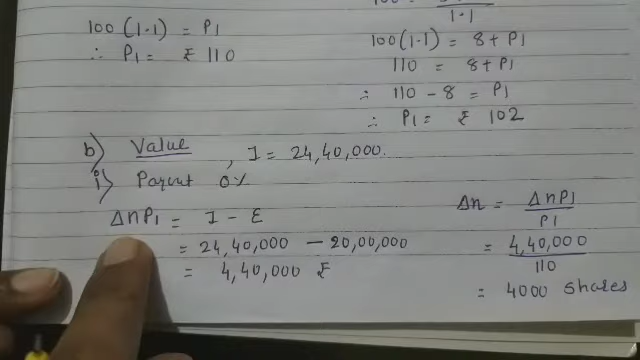 100 (1.1) = P1
∴ P1 = ₹ 110
1.1
100 (1.1) = 8 + P1
110 = 8 + P1
∴ 110 - 8 = P1
∴ P1 = ₹ 102
b) Value , I = 24,40,000.
i) Payout 0%
ΔnP1 = I - E
= 24,40,000 - 20,00,000
= 4,40,000 ₹
Δn = ΔnP1
P1
= 4,40,000
110
= 4000 Shares